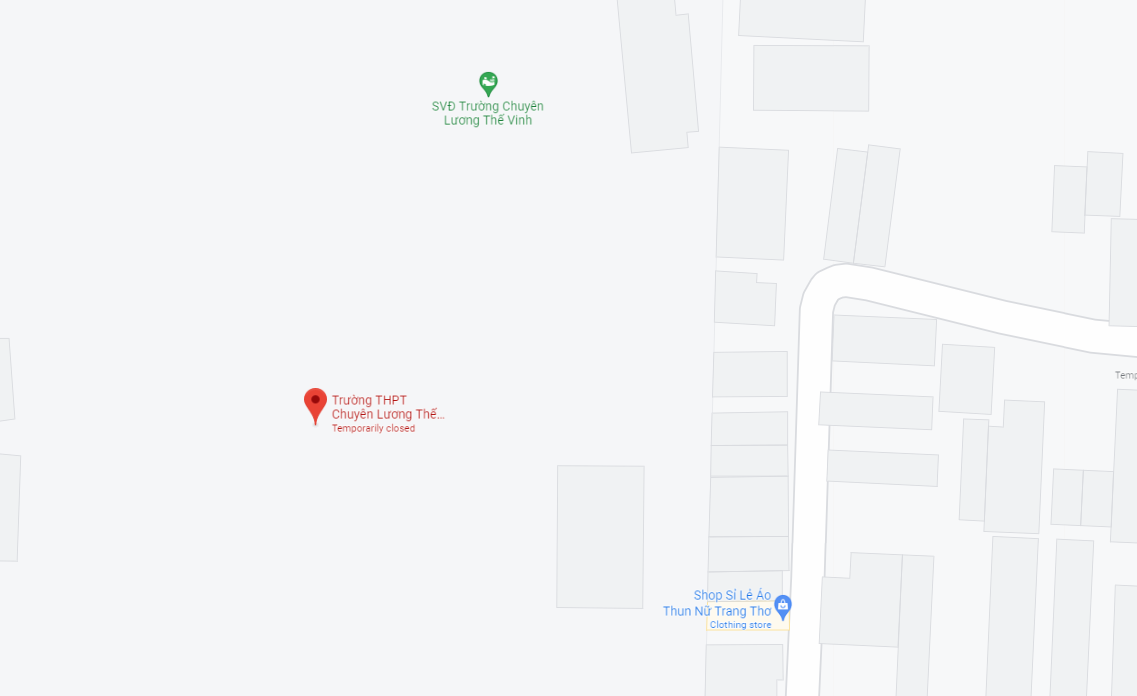 SVĐ Trường Chuyên
Lương Thế Vinh
Trường THPT
Chuyên Lương Thế...
Temporarily closed
Shop Sỉ Lẻ Áo
Thun Nữ Trang Thơ
Clothing store